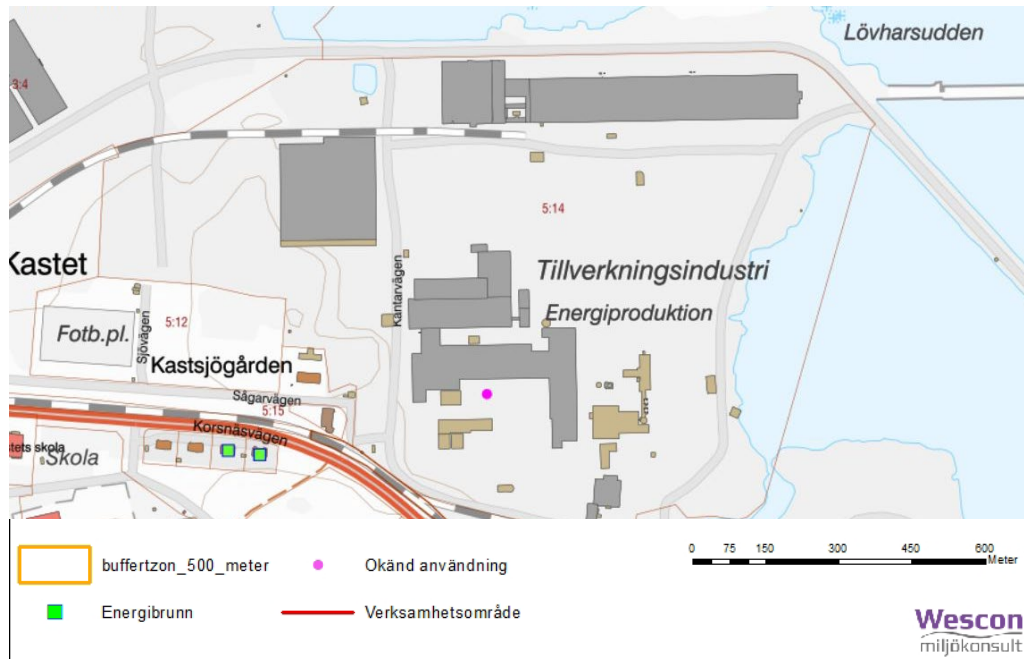 Lövharsudden
3:4
5:14
Kastet
Kantarvägen
Tillverkningsindustri
Energiproduktion
Fotb.pl.
Sjövägen
5:12
Kastsjögården
Sågarvägen
5:15
Korsnäsvägen
tets skola
Skola
buffertzon_500_meter
Okänd användning
Energibrunn
Verksamhetsområde
0 75 150 300 450 600
Meter
Wescon
miljökonsult